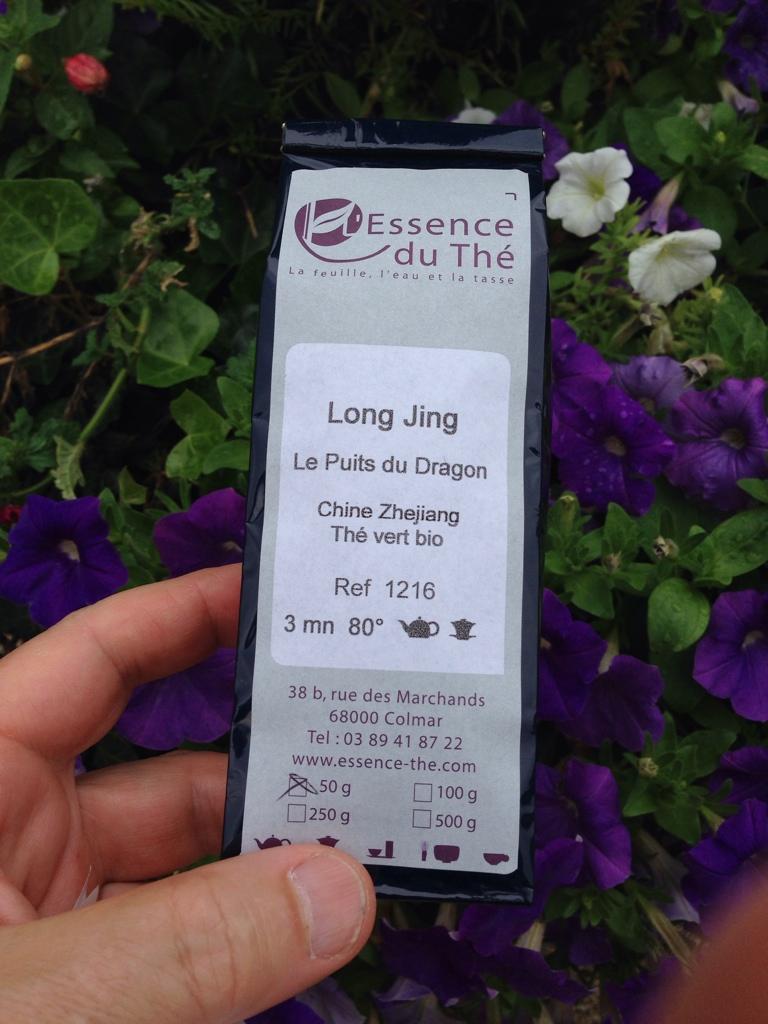 Essence
du Thé
La feuille, l'eau et la tasse
Long Jing
Le Puits du Dragon
Chine Zhejiang
Thé vert bio
Ref 1216
3 mn 80°
38 b, rue des Marchands
68000 Colmar
Tel : 03 89 41 87 22
www.essence-the.com
50 g 100 g
250 g 500 g